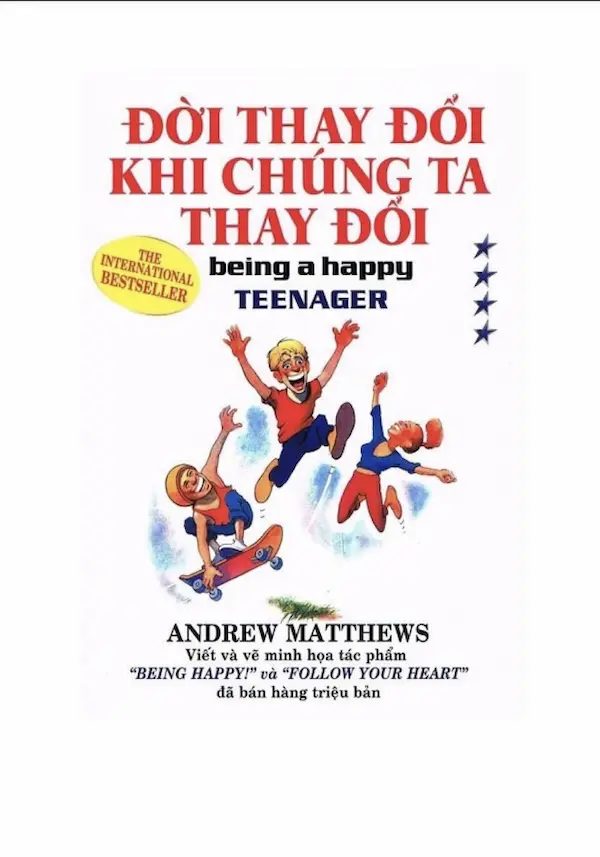 ĐỜI THAY ĐỔI
KHI CHÚNG TA
THAY ĐỔI
THE
INTERNATIONAL
BESTSELLER
being a happy
TEENAGER
ANDREW MATTHEWS
Viết và vẽ minh họa tác phẩm
“BEING HAPPY!” và “FOLLOW YOUR HEART”
đã bán hàng triệu bản